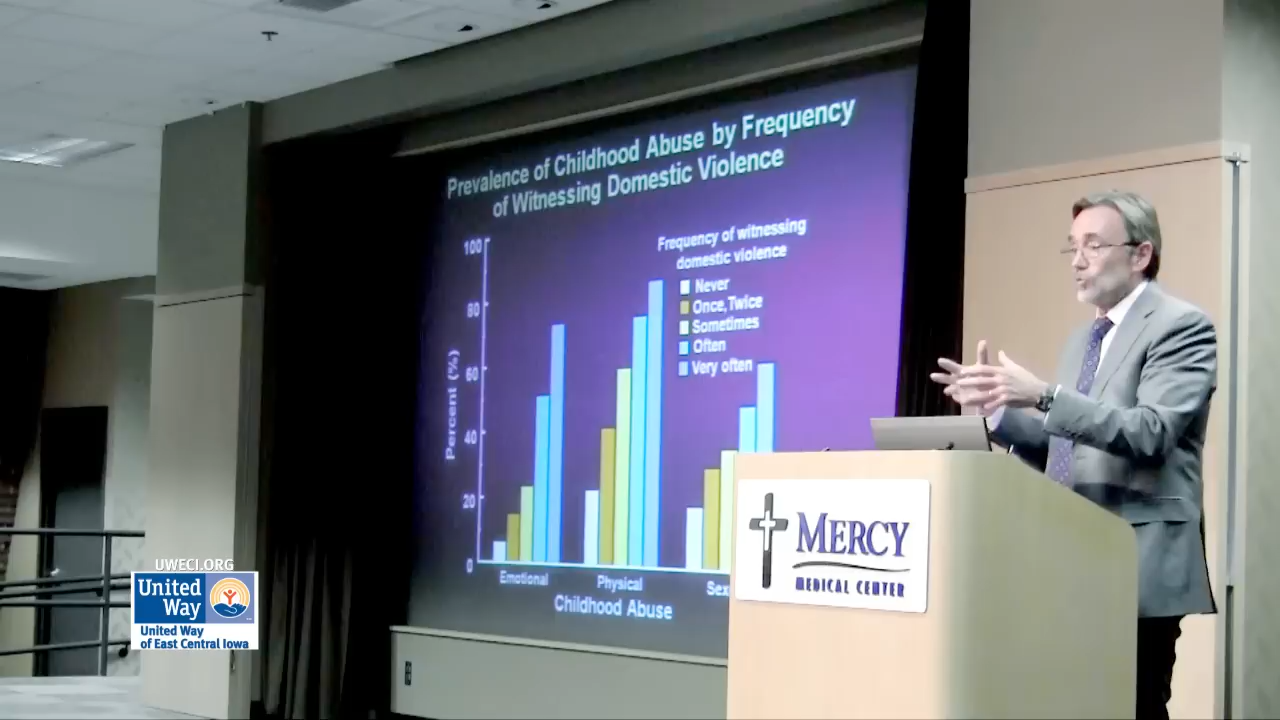 Prevalence of Childhood Abuse by Frequency
of Witnessing Domestic Violence
Frequency of witnessing
domestic violence
Never
Once, Twice
Sometimes
Often
Very often
100
80
60
40
20
0
Percent (%)
Emotional
Physical
Sex
Childhood Abuse
MERCY
MEDICAL CENTER
UWECI.ORG
United
Way
United Way
of East Central Iowa